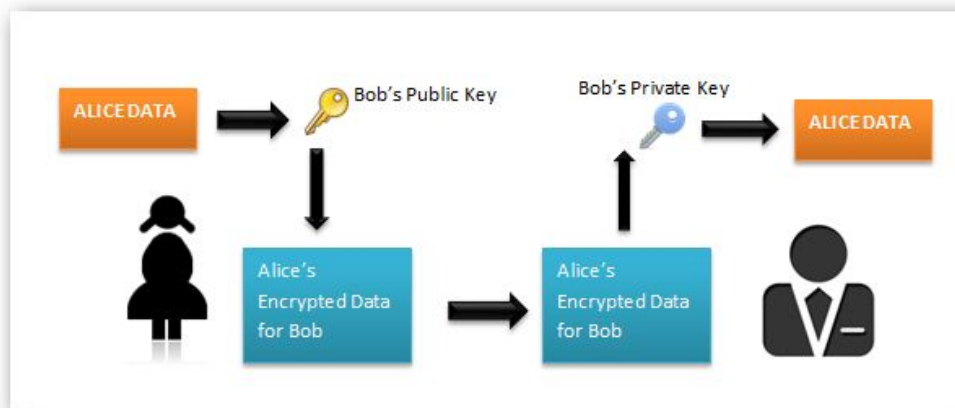 ALICEDATA
Bob's Public Key
Bob's Private Key
ALICEDATA
Alice's
Encrypted Data
for Bob
Alice's
Encrypted Data
for Bob